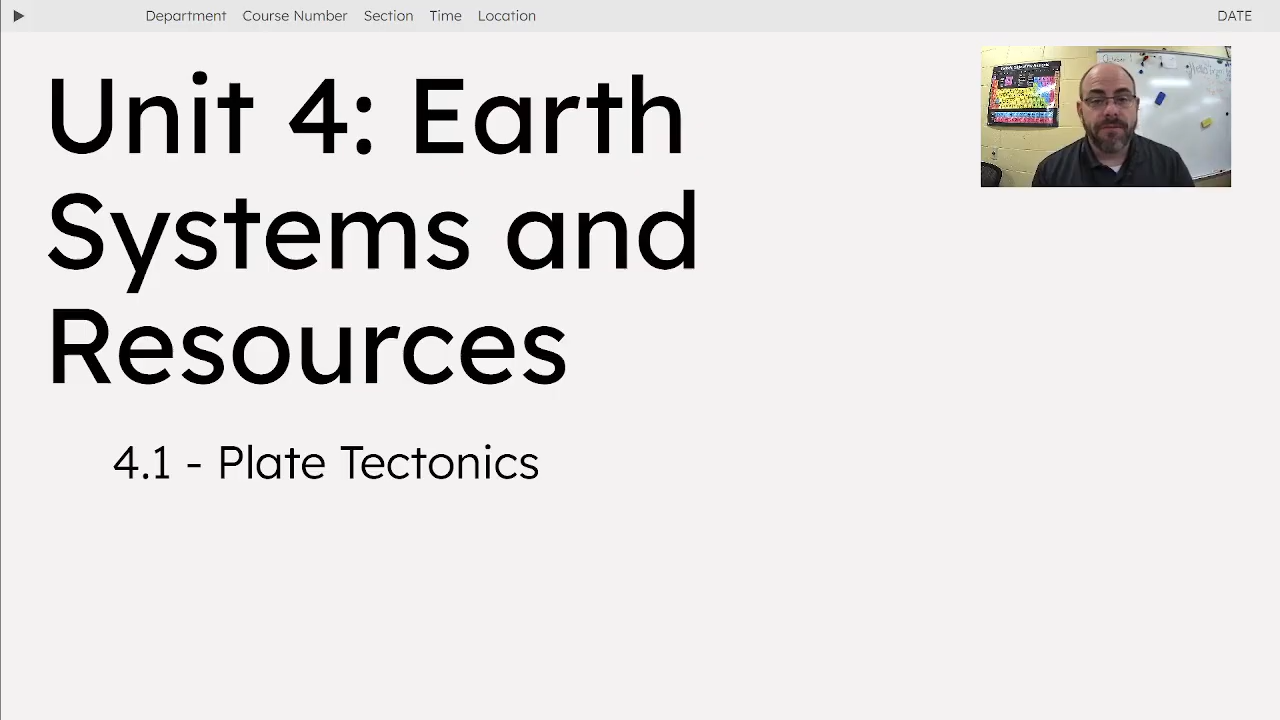 Department Course Number Section Time Location DATE
Unit 4: Earth
Systems and
Resources
4.1 - Plate Tectonics